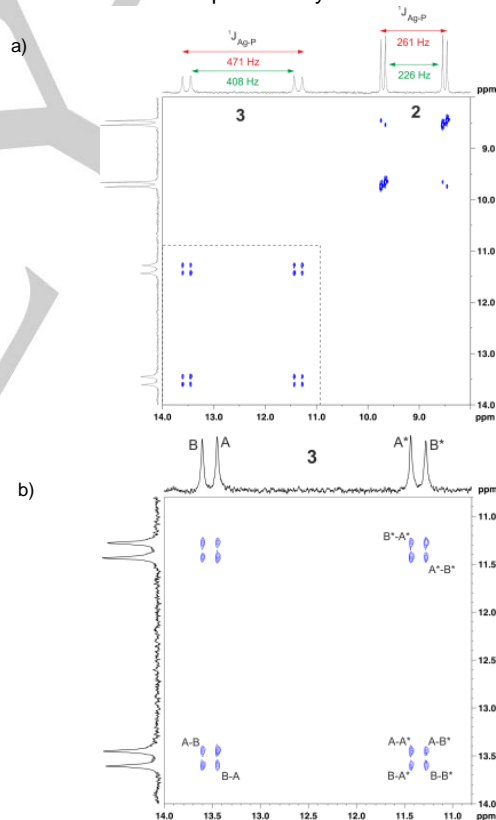 a)
¹J Ag-P
¹J Ag-P
471 Hz
261 Hz
408 Hz
226 Hz
ppm
3
2
9.0
10.0
11.0
12.0
13.0
14.0
14.0 13.0 12.0 11.0 10.0 9.0 ppm
b)
B A 3 A* B*
ppm
11.0
B*-A*
11.5
A*-B*
12.0
12.5
13.0
A-B A-A* A-B*
13.5
B-A B-A* B-B*
14.0
14.0 13.5 13.0 12.5 12.0 11.5 11.0 ppm